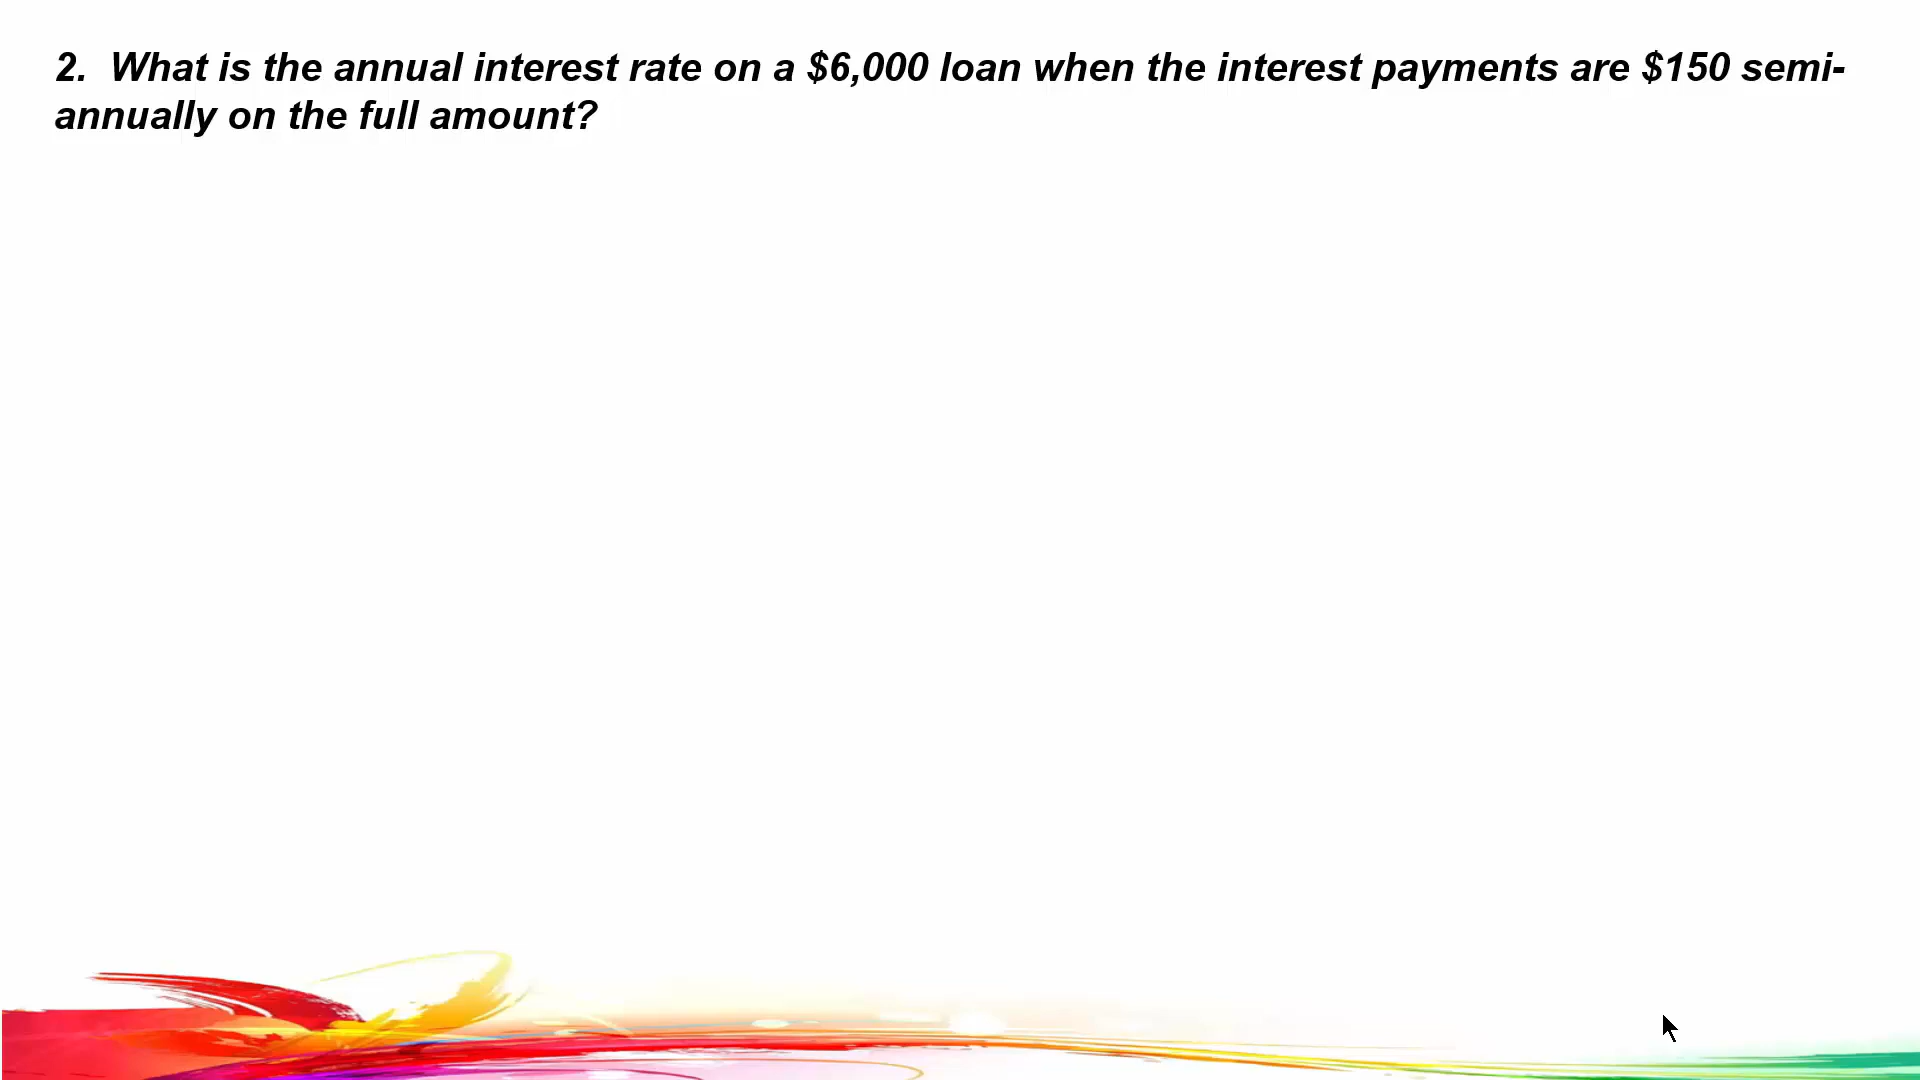 2. What is the annual interest rate on a $6,000 loan when the interest payments are $150 semi-
annually on the full amount?